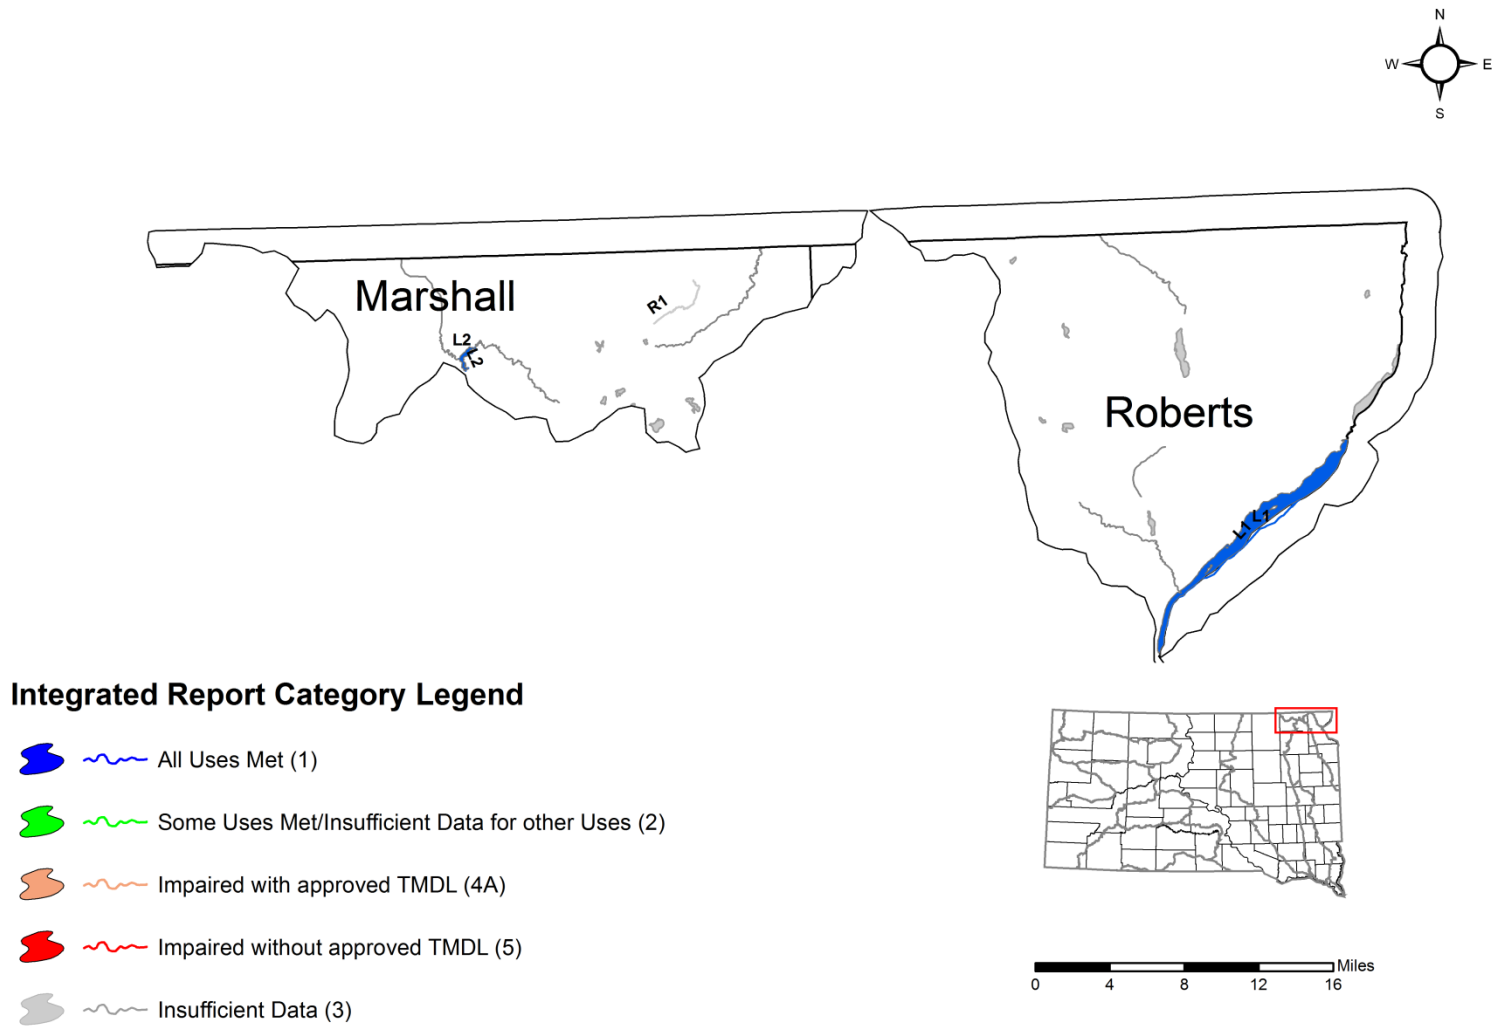 N
W E
S
Marshall
R1
L2
L2
Roberts
L1
L1
Integrated Report Category Legend
All Uses Met (1)
Some Uses Met/Insufficient Data for other Uses (2)
Impaired with approved TMDL (4A)
Impaired without approved TMDL (5)
Insufficient Data (3)
Miles
0 4 8 12 16